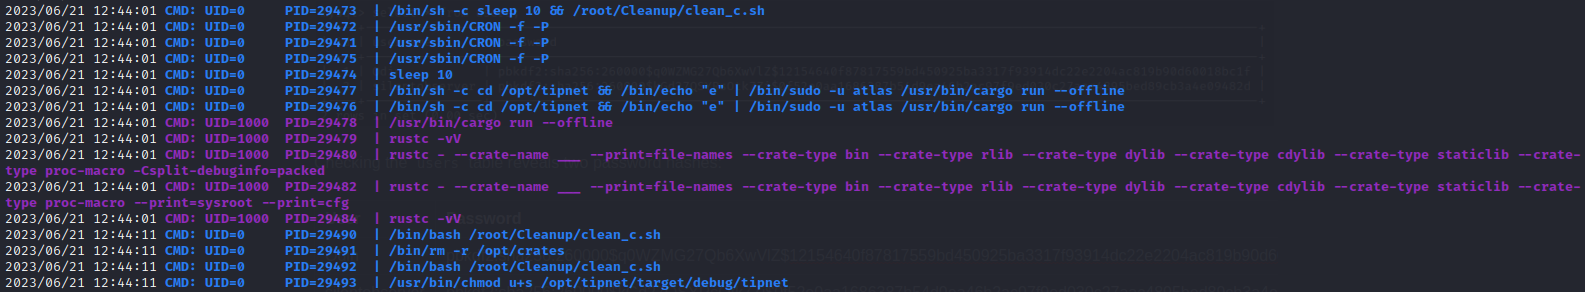 2023/06/21 12:44:01 CMD: UID=0     PID=29473  | /bin/sh -c sleep 10 && /root/Cleanup/clean_c.sh
2023/06/21 12:44:01 CMD: UID=0     PID=29472  | /usr/sbin/CRON -f -P
2023/06/21 12:44:01 CMD: UID=0     PID=29471  | /usr/sbin/CRON -f -P
2023/06/21 12:44:01 CMD: UID=0     PID=29475  | /usr/sbin/CRON -f -P
2023/06/21 12:44:01 CMD: UID=0     PID=29474  | sleep 10
2023/06/21 12:44:01 CMD: UID=0     PID=29477  | /bin/sh -c cd /opt/tipnet && /bin/echo "e" | /bin/sudo -u atlas /usr/bin/cargo run --offline
2023/06/21 12:44:01 CMD: UID=0     PID=29476  | /bin/sh -c cd /opt/tipnet && /bin/echo "e" | /bin/sudo -u atlas /usr/bin/cargo run --offline
2023/06/21 12:44:01 CMD: UID=1000  PID=29478  | /usr/bin/cargo run --offline
2023/06/21 12:44:01 CMD: UID=1000  PID=29479  | rustc -vV
2023/06/21 12:44:01 CMD: UID=1000  PID=29480  | rustc - --crate-name ___ --print=file-names --crate-type bin --crate-type rlib --crate-type dylib --crate-type cdylib --crate-type staticlib --crate-
type proc-macro -Csplit-debuginfo=packed
2023/06/21 12:44:01 CMD: UID=1000  PID=29482  | rustc - --crate-name ___ --print=file-names --crate-type bin --crate-type rlib --crate-type dylib --crate-type cdylib --crate-type staticlib --crate-
type proc-macro --print=sysroot --print=cfg
2023/06/21 12:44:01 CMD: UID=1000  PID=29484  | rustc -vV
2023/06/21 12:44:11 CMD: UID=0     PID=29490  | /bin/bash /root/Cleanup/clean_c.sh
2023/06/21 12:44:11 CMD: UID=0     PID=29491  | /bin/rm -r /opt/crates
2023/06/21 12:44:11 CMD: UID=0     PID=29492  | /bin/bash /root/Cleanup/clean_c.sh
2023/06/21 12:44:11 CMD: UID=0     PID=29493  | /usr/bin/chmod u+s /opt/tipnet/target/debug/tipnet